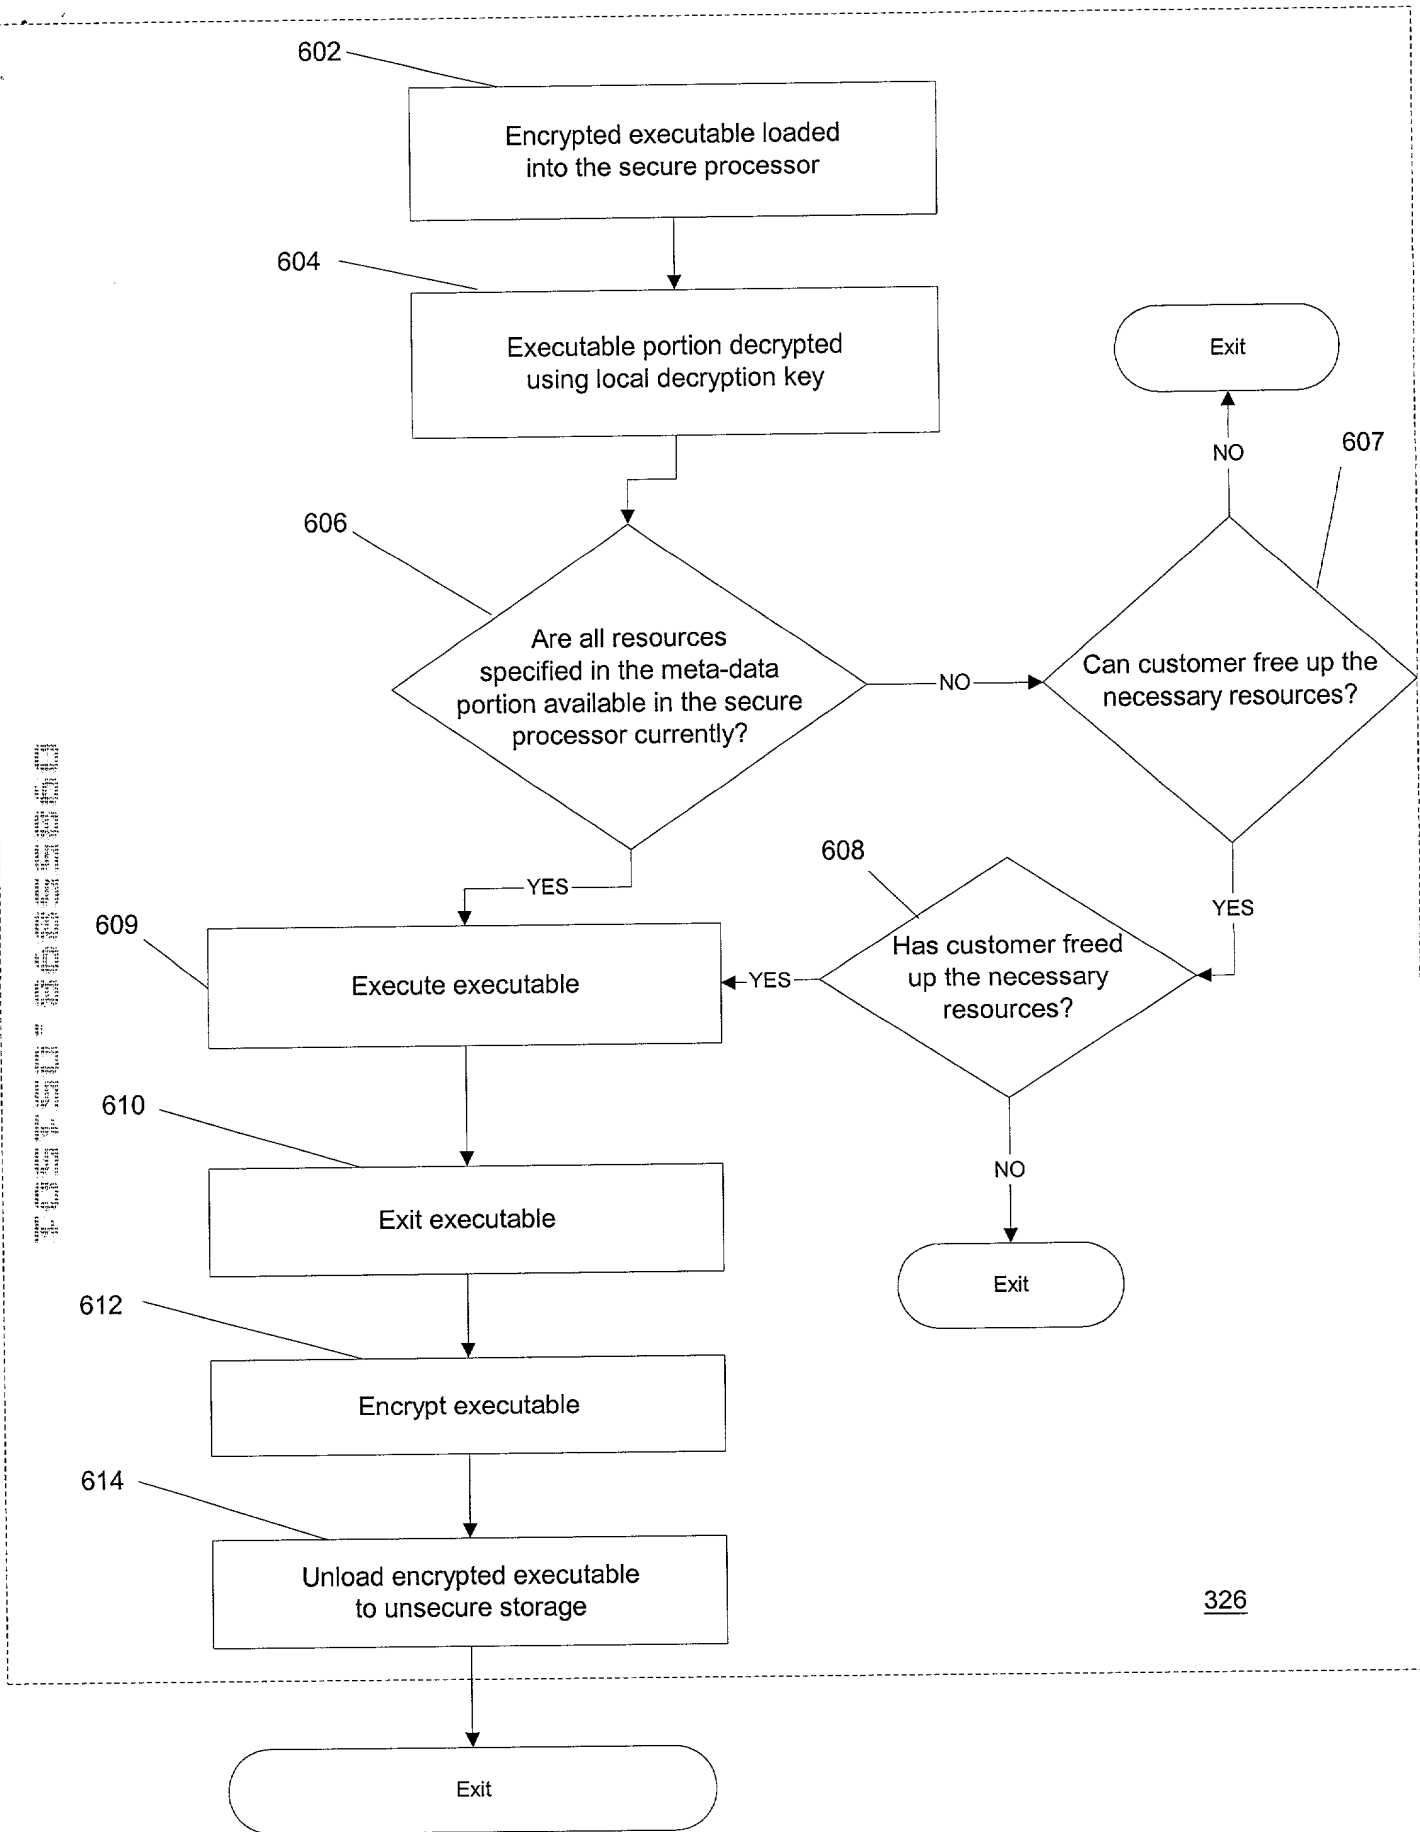 602
Encrypted executable loaded
into the secure processor
604
Executable portion decrypted
using local decryption key
Exit
NO
607
606
Are all resources
specified in the meta-data
portion available in the secure
processor currently?
NO
Can customer free up the
necessary resources?
YES
608
YES
609
Execute executable
YES
Has customer freed
up the necessary
resources?
610
Exit executable
NO
Exit
612
Encrypt executable
614
Unload encrypted executable
to unsecure storage
326
Exit